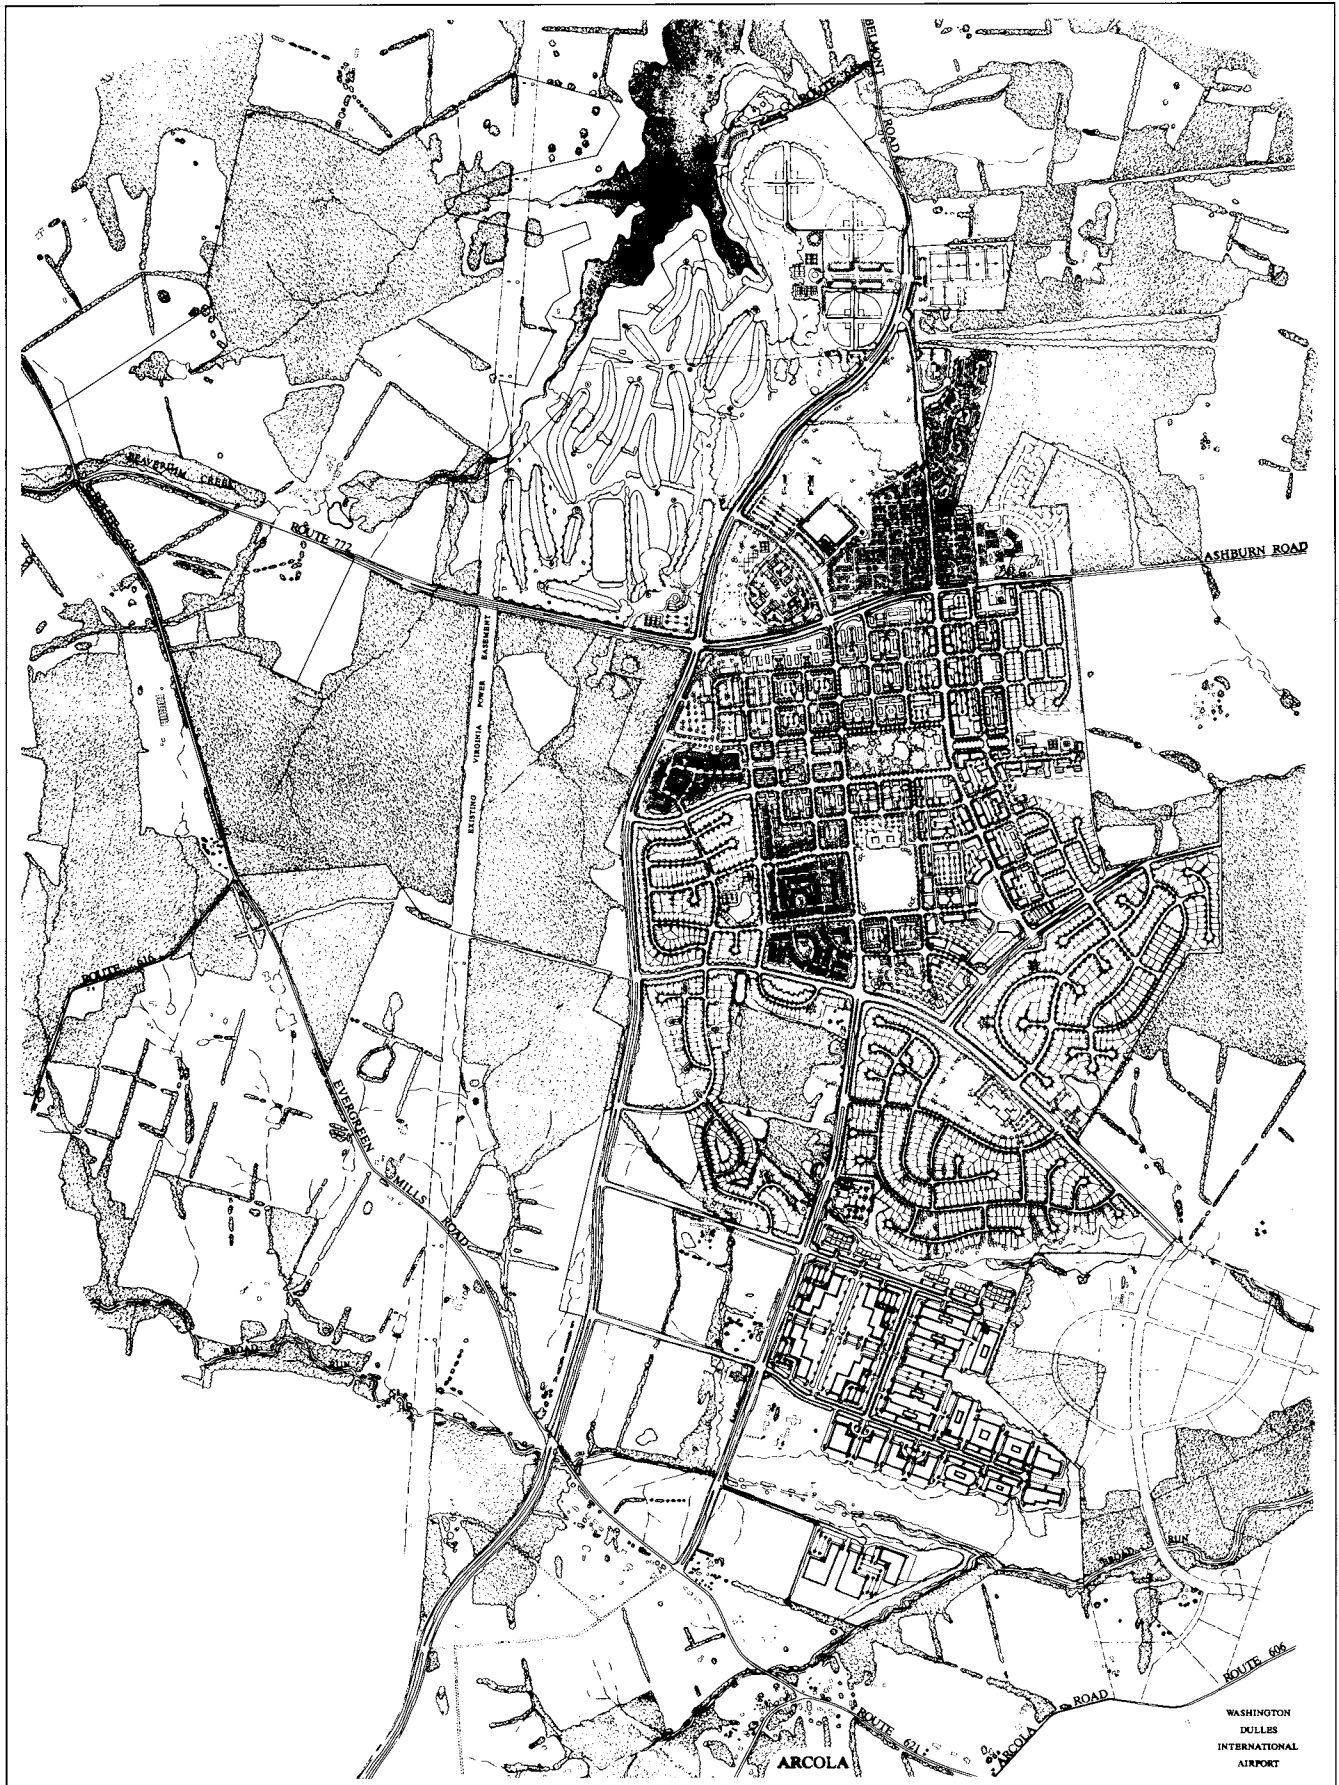 BELMONT ROAD
ROUTE
BEAVERDAM CREEK
ROUTE 772
ASHBURN ROAD
EXISTING VIRGINIA POWER EASEMENT
ROUTE 616
EVERGREEN MILLS ROAD
BROAD RUN
BROAD RUN
ROUTE 606
ARCOLA ROAD
ROUTE 621
ARCOLA
WASHINGTON
DULLES
INTERNATIONAL
AIRPORT